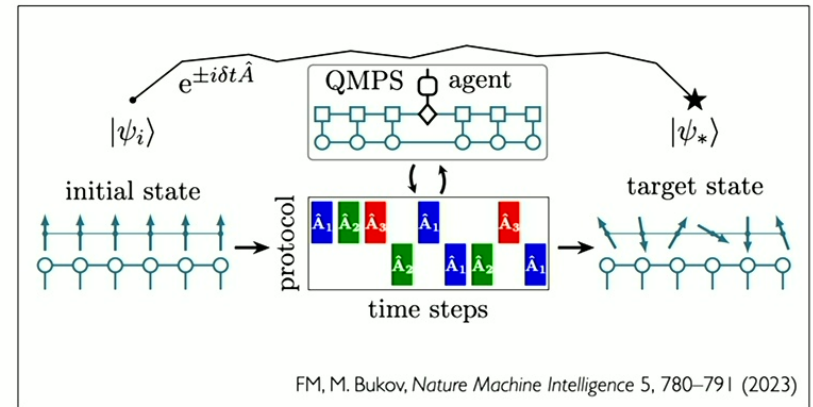 e^{±iδtÂ}
QMPS agent
|ψ_i⟩
|ψ_*⟩
initial state
target state
protocol
Â₁ Â₂ Â₃ Â₁ Â₃
Â₂ Â₁ Â₂ Â₁
time steps
FM, M. Bukov, Nature Machine Intelligence 5, 780–791 (2023)